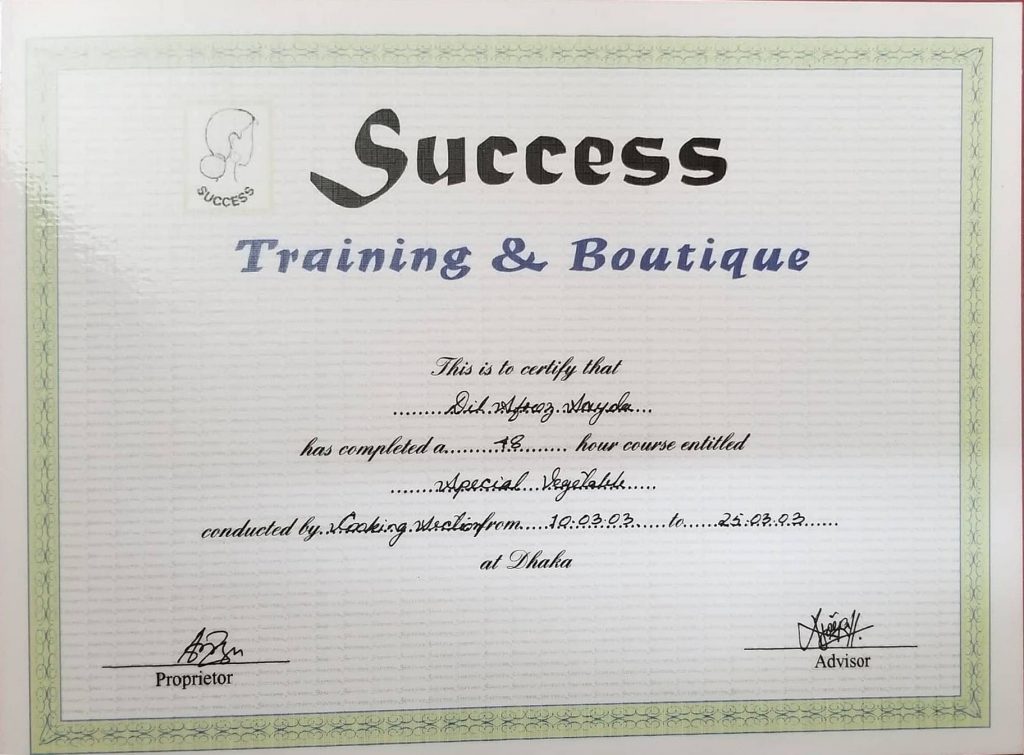 SUCCESS
Success
Training & Boutique
This is to certify that
........Dil Afroz Sayda...
has completed a.........48......... hour course entitled
.......Special...Vegetable.....
conducted by..Cooking.Section from.....10:03:03......to......25:03:03......
at Dhaka
Proprietor
Advisor